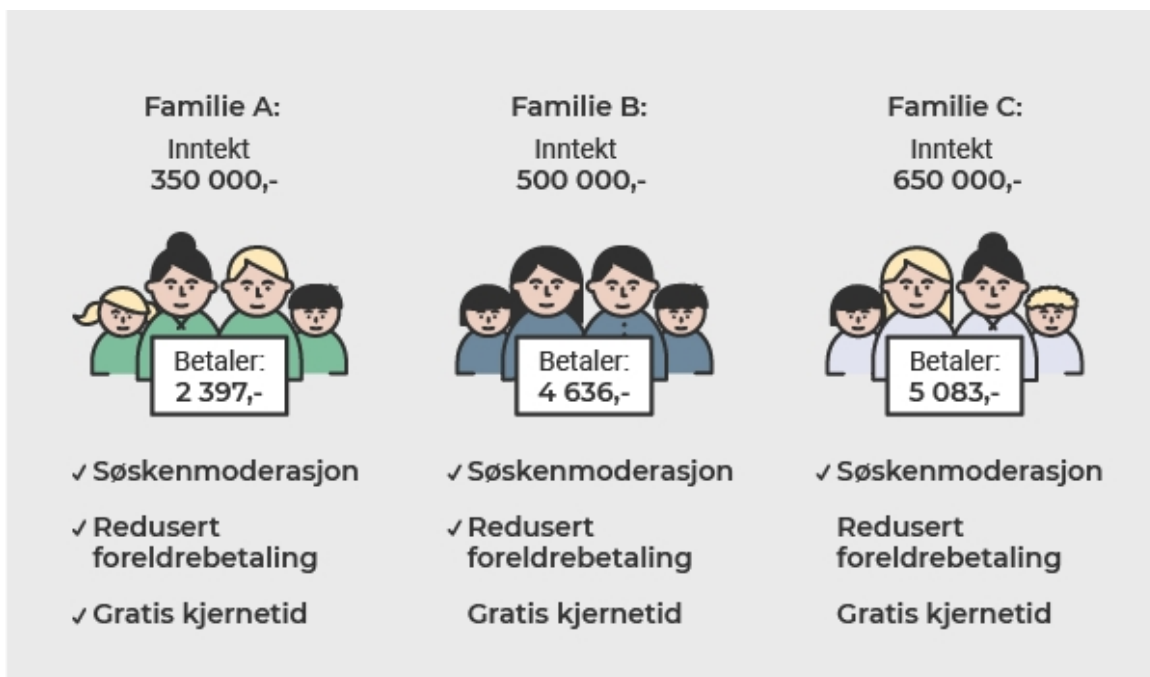 Familie A:
Inntekt
350 000,-
Betaler:
2 397,-
✓ Søskenmoderasjon
✓ Redusert
foreldrebetaling
✓ Gratis kjernetid
Familie B:
Inntekt
500 000,-
Betaler:
4 636,-
✓ Søskenmoderasjon
✓ Redusert
foreldrebetaling
Gratis kjernetid
Familie C:
Inntekt
650 000,-
Betaler:
5 083,-
✓ Søskenmoderasjon
Redusert
foreldrebetaling
Gratis kjernetid